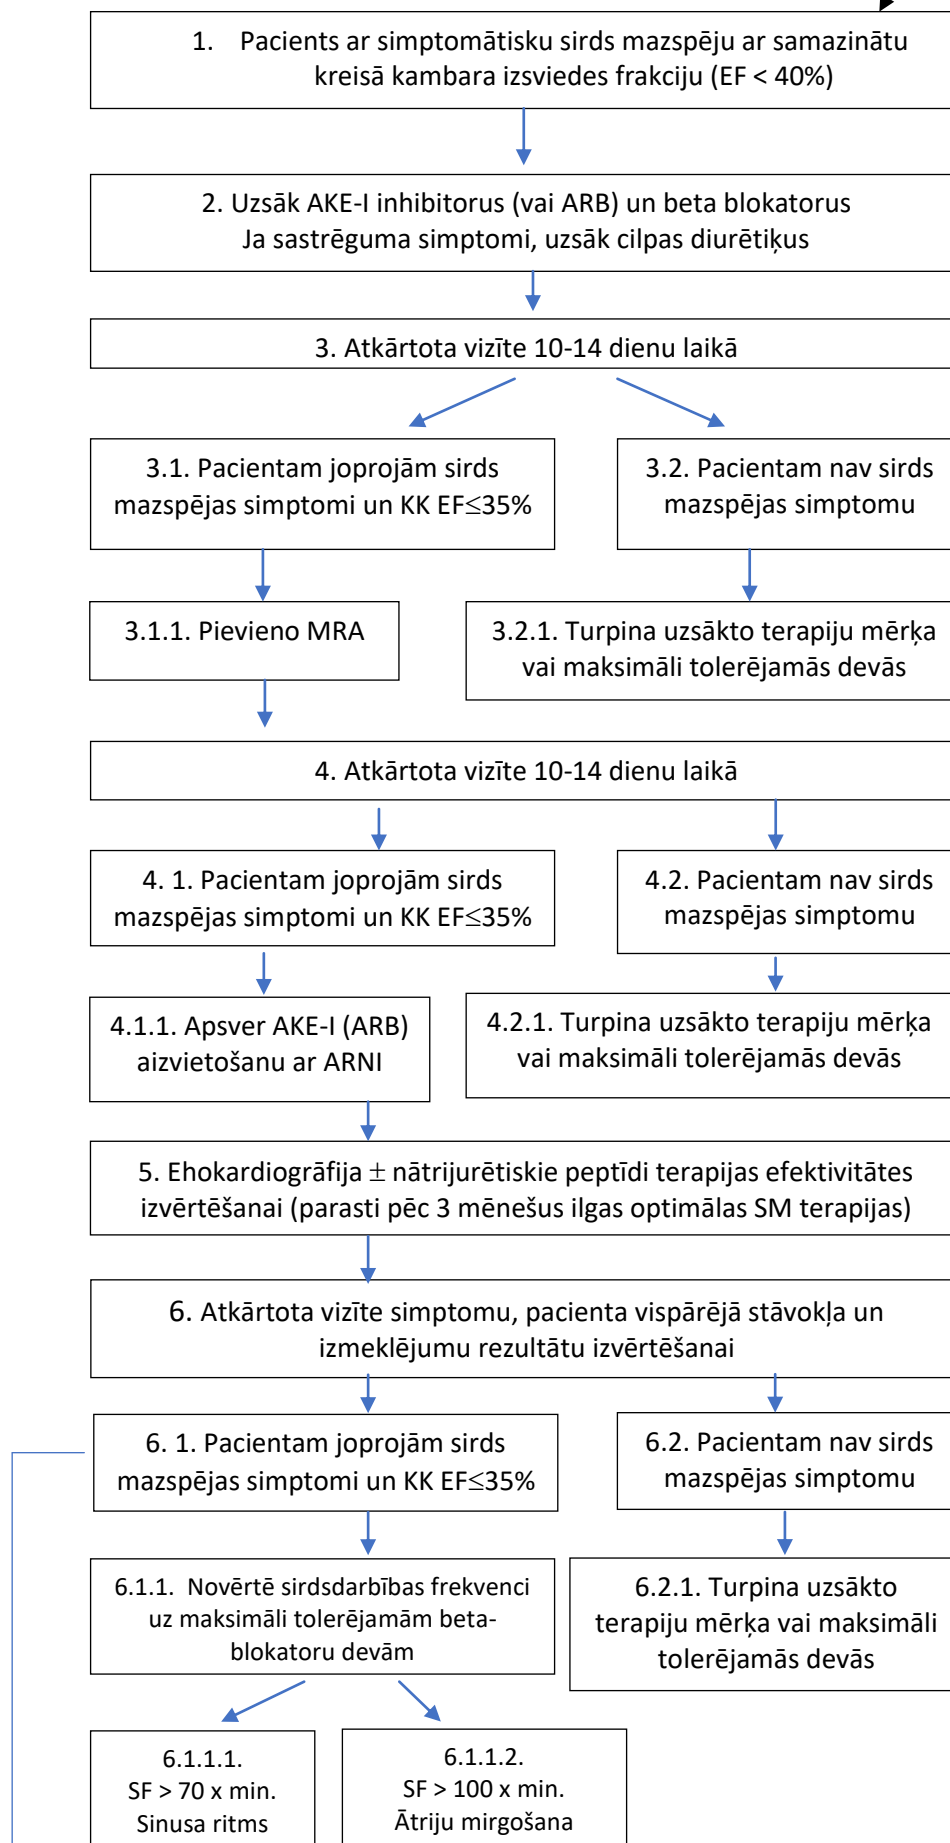 1. Pacients ar simptomātisku sirds mazspēju ar samazinātu
kreisā kambara izsviedes frakciju (EF < 40%)
2. Uzsāk AKE-I inhibitorus (vai ARB) un beta blokatorus
Ja sastrēguma simptomi, uzsāk cilpas diurētiķus
3. Atkārtota vizīte 10-14 dienu laikā
3.1. Pacientam joprojām sirds
mazspējas simptomi un KK EF≤35%
3.2. Pacientam nav sirds
mazspējas simptomu
3.1.1. Pievieno MRA
3.2.1. Turpina uzsākto terapiju mērķa
vai maksimāli tolerējamās devās
4. Atkārtota vizīte 10-14 dienu laikā
4. 1. Pacientam joprojām sirds
mazspējas simptomi un KK EF≤35%
4.2. Pacientam nav sirds
mazspējas simptomu
4.1.1. Apsver AKE-I (ARB)
aizvietošanu ar ARNI
4.2.1. Turpina uzsākto terapiju mērķa
vai maksimāli tolerējamās devās
5. Ehokardiogrāfija ± nātrijurētiskie peptīdi terapijas efektivitātes
izvērtēšanai (parasti pēc 3 mēnešus ilgas optimālas SM terapijas)
6. Atkārtota vizīte simptomu, pacienta vispārējā stāvokļa un
izmeklējumu rezultātu izvērtēšanai
6. 1. Pacientam joprojām sirds
mazspējas simptomi un KK EF≤35%
6.2. Pacientam nav sirds
mazspējas simptomu
6.1.1. Novērtē sirdsdarbības frekvenci
uz maksimāli tolerējamām beta-
blokatoru devām
6.2.1. Turpina uzsākto
terapiju mērķa vai maksimāli
tolerējamās devās
6.1.1.1.
SF > 70 x min.
Sinusa ritms
6.1.1.2.
SF > 100 x min.
Ātriju mirgošana